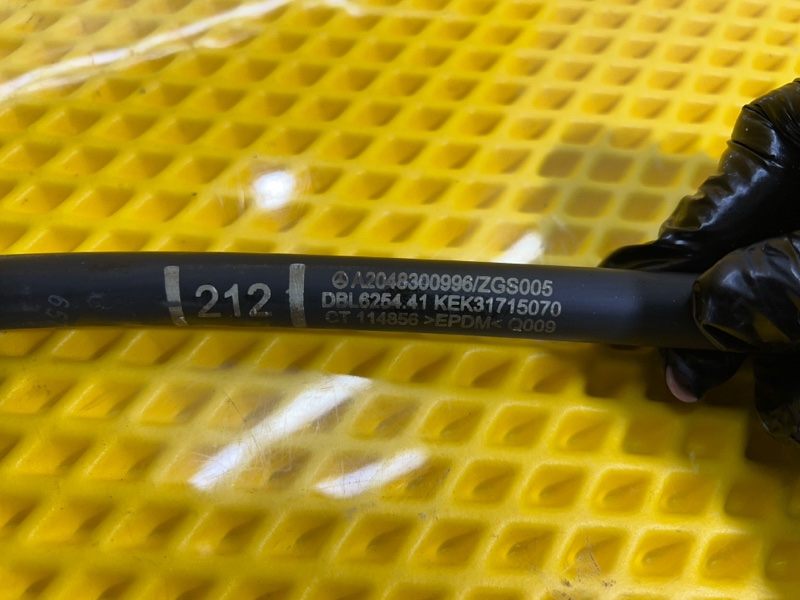 212
A2048300996/ZGS005
DBL6254.41 KEK31715070
CT 114856 >EPDM< Q009